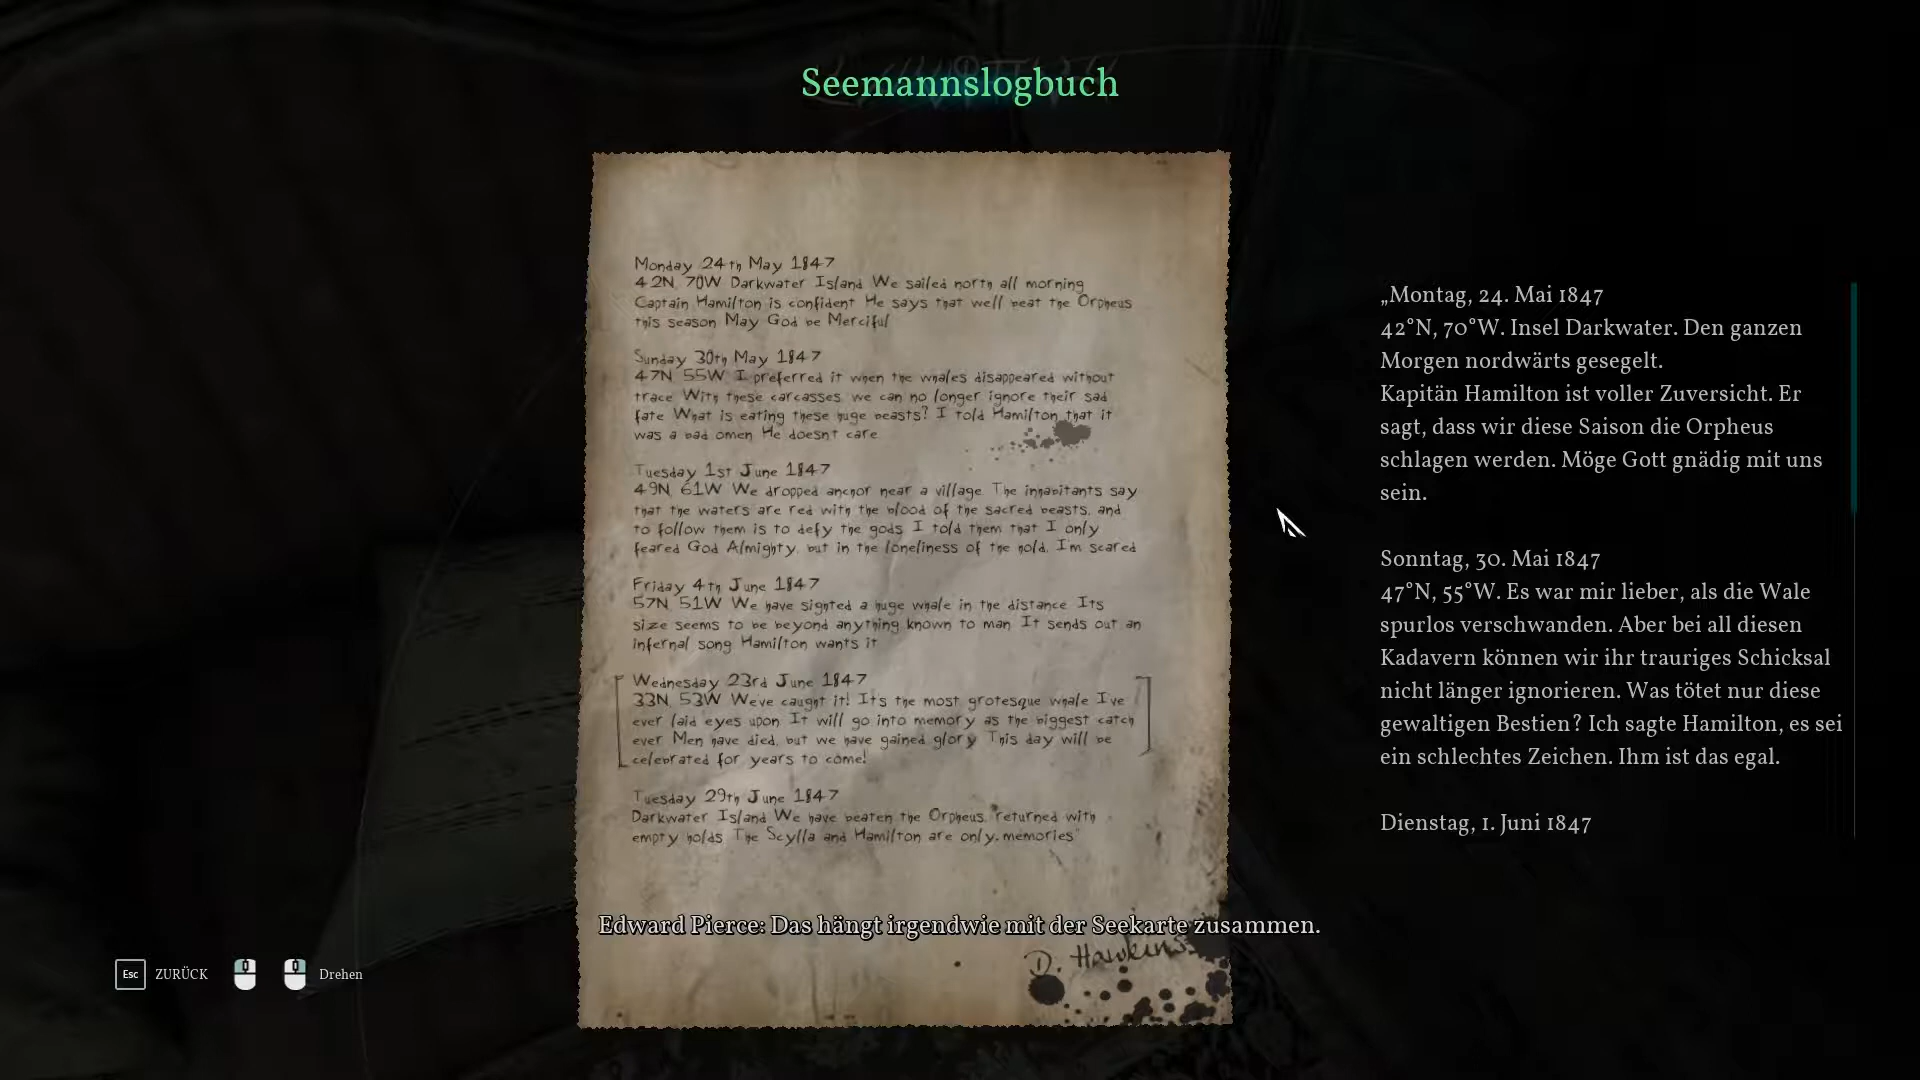 Seemannslogbuch
Monday 24th May 1847
42N 70W Darkwater Island We sailed north all morning
Captain Hamilton is confident He says that well beat the Orpheus
this season May God be Merciful
Sunday 30th May 1847
47N 55W I preferred it when the whales disappeared without
trace With these carcasses we can no longer ignore their sad
fate What is eating these huge beasts? I told Hamilton that it
was a bad omen He doesnt care
Tuesday 1st June 1847
49N 61W We dropped anchor near a village The inhabitants say
that the waters are red with the blood of the sacred beasts, and
to follow them is to defy the gods I told them that I only
feared God Almighty, but in the loneliness of the hold, I'm scared
Friday 4th June 1847
57N 51W We have sighted a huge whale in the distance Its
size seems to be beyond anything known to man It sends out an
infernal song Hamilton wants it
Wednesday 23rd June 1847
33N 53W Weve caught it! It's the most grotesque whale I've
ever laid eyes upon It will go into memory as the biggest catch
ever Men have died, but we have gained glory This day will be
celebrated for years to come!
Tuesday 29th June 1847
Darkwater Island We have beaten the Orpheus, returned with
empty holds The Scylla and Hamilton are only memories"
D. Hawkins
„Montag, 24. Mai 1847
42°N, 70°W. Insel Darkwater. Den ganzen
Morgen nordwärts gesegelt.
Kapitän Hamilton ist voller Zuversicht. Er
sagt, dass wir diese Saison die Orpheus
schlagen werden. Möge Gott gnädig mit uns
sein.
Sonntag, 30. Mai 1847
47°N, 55°W. Es war mir lieber, als die Wale
spurlos verschwanden. Aber bei all diesen
Kadavern können wir ihr trauriges Schicksal
nicht länger ignorieren. Was tötet nur diese
gewaltigen Bestien? Ich sagte Hamilton, es sei
ein schlechtes Zeichen. Ihm ist das egal.
Dienstag, 1. Juni 1847
Edward Pierce: Das hängt irgendwie mit der Seekarte zusammen.
Esc ZURÜCK Drehen